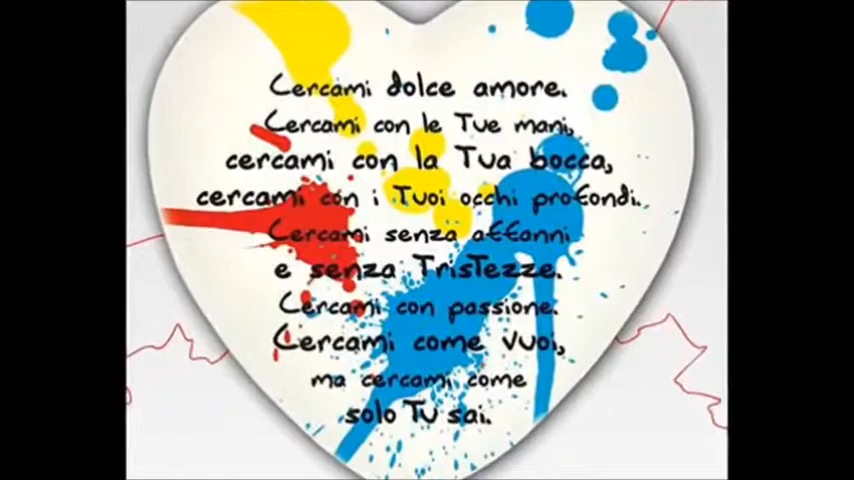 Cercami dolce amore.
Cercami con le Tue mani,
cercami con la Tua bocca,
cercami con i Tuoi occhi profondi.
Cercami senza affanni
e senza Tristezze.
Cercami con passione.
Cercami come vuoi,
ma cercami come
solo Tu sai.